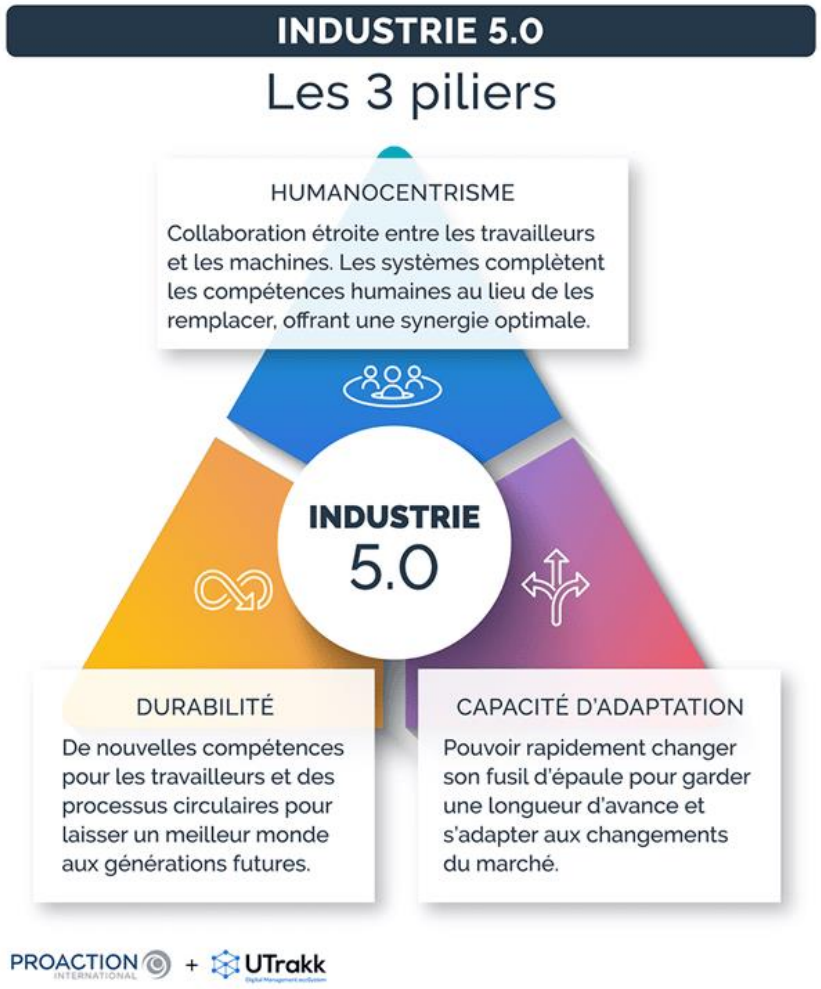 INDUSTRIE 5.0
Les 3 piliers
HUMANOCENTRISME
Collaboration étroite entre les travailleurs
et les machines. Les systèmes complètent
les compétences humaines au lieu de les
remplacer, offrant une synergie optimale.
INDUSTRIE
5.0
DURABILITÉ
De nouvelles compétences
pour les travailleurs et des
processus circulaires pour
laisser un meilleur monde
aux générations futures.
CAPACITÉ D'ADAPTATION
Pouvoir rapidement changer
son fusil d'épaule pour garder
une longueur d'avance et
s'adapter aux changements
du marché.
PROACTION
INTERNATIONAL
+
UTrakk
Digital Management ecoSystem